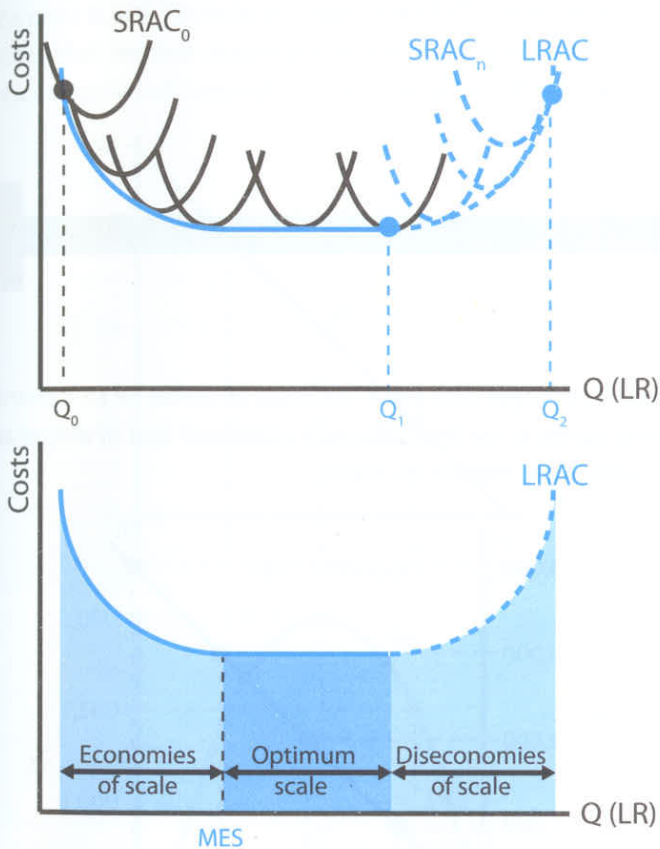 Costs
SRAC₀
SRACₙ
LRAC
Q₀
Q₁
Q₂
Q (LR)
Costs
LRAC
Economies
of scale
Optimum
scale
Diseconomies
of scale
Q (LR)
MES